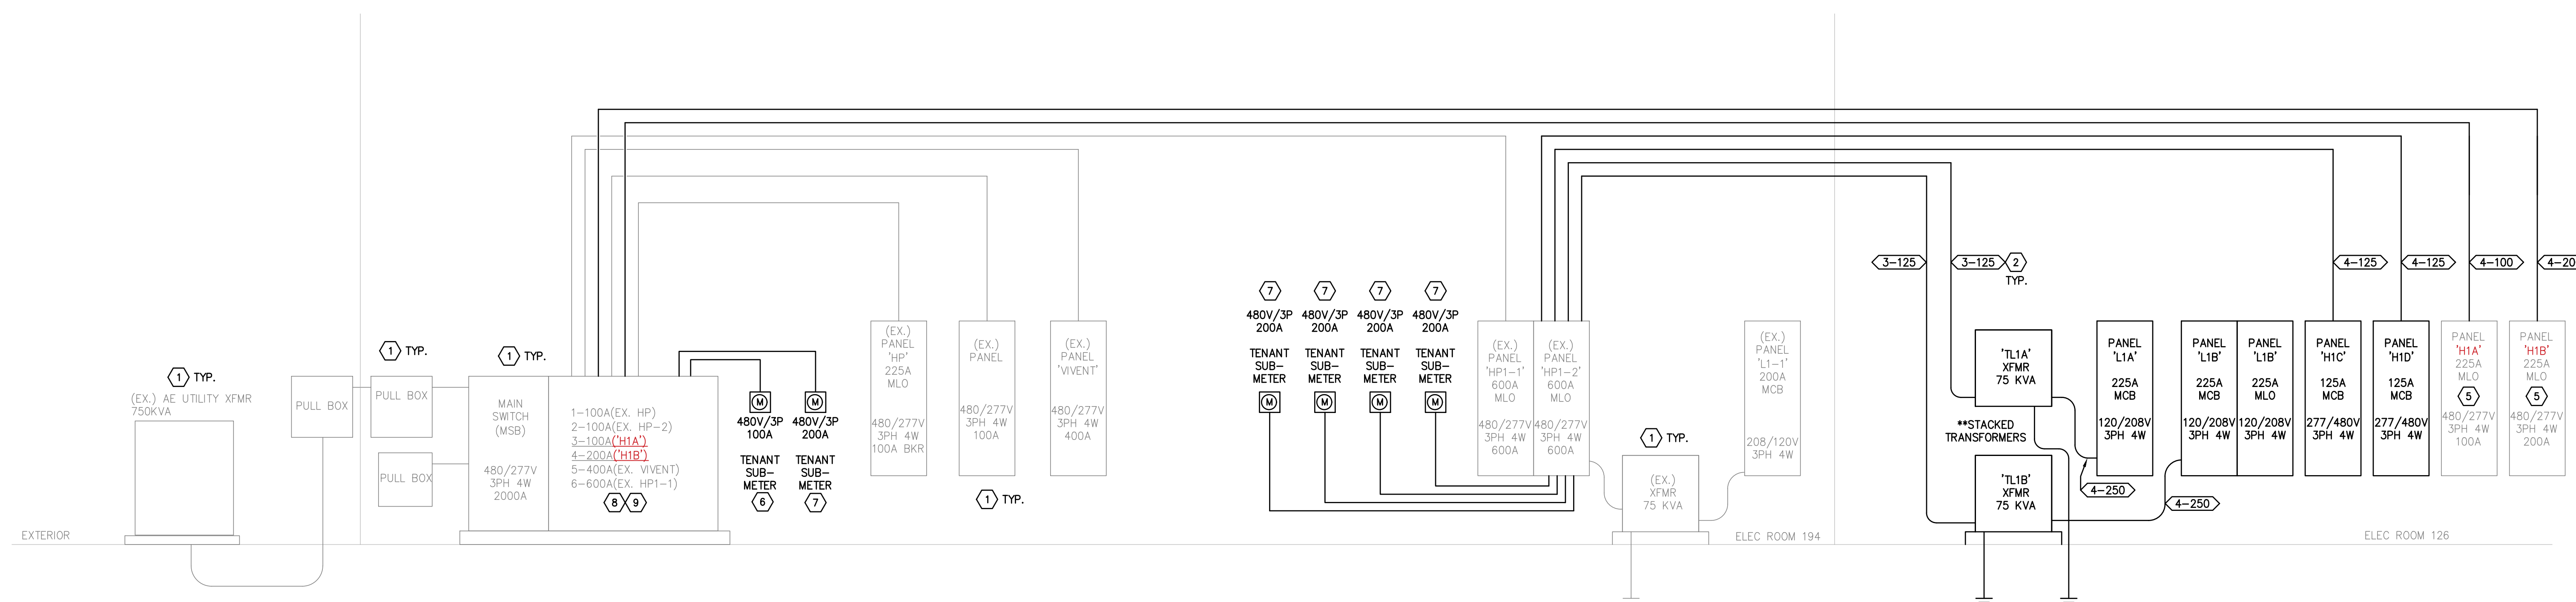 1 TYP.
(EX.) AE UTILITY XFMR
750KVA
EXTERIOR
PULL BOX
1 TYP.
PULL BOX
PULL BOX
1 TYP.
MAIN
SWITCH
(MSB)
480/277V
3PH 4W
2000A
1-100A(EX. HP)
2-100A(EX. HP-2)
3-100A('H1A')
4-200A('H1B')
5-400A(EX. VIVENT)
6-600A(EX. HP1-1)
8 9
M
480V/3P
100A
TENANT
SUB-
METER
6
M
480V/3P
200A
TENANT
SUB-
METER
7
(EX.)
PANEL
'HP'
225A
MLO
480/277V
3PH 4W
100A BKR
(EX.)
PANEL
480/277V
3PH 4W
100A
1 TYP.
(EX.)
PANEL
'VIVENT'
480/277V
3PH 4W
400A
7
480V/3P
200A
TENANT
SUB-
METER
M
7
480V/3P
200A
TENANT
SUB-
METER
M
7
480V/3P
200A
TENANT
SUB-
METER
M
7
480V/3P
200A
TENANT
SUB-
METER
M
(EX.)
PANEL
'HP1-1'
600A
MLO
480/277V
3PH 4W
600A
(EX.)
PANEL
'HP1-2'
600A
MLO
480/277V
3PH 4W
600A
1 TYP.
(EX.)
XFMR
75 KVA
(EX.)
PANEL
'L1-1'
200A
MCB
208/120V
3PH 4W
ELEC ROOM 194
3-125
3-125 2
TYP.
'TL1A'
XFMR
75 KVA
**STACKED
TRANSFORMERS
'TL1B'
XFMR
75 KVA
PANEL
'L1A'
225A
MCB
120/208V
3PH 4W
4-250
PANEL
'L1B'
225A
MCB
120/208V
3PH 4W
4-250
PANEL
'L1B'
225A
MLO
120/208V
3PH 4W
4-125
PANEL
'H1C'
125A
MCB
277/480V
3PH 4W
4-125
PANEL
'H1D'
125A
MCB
277/480V
3PH 4W
4-100
PANEL
'H1A'
225A
MLO
5
480/277V
3PH 4W
100A
4-20
PANEL
'H1B'
225A
MLO
5
480/277V
3PH 4W
200A
ELEC ROOM 126